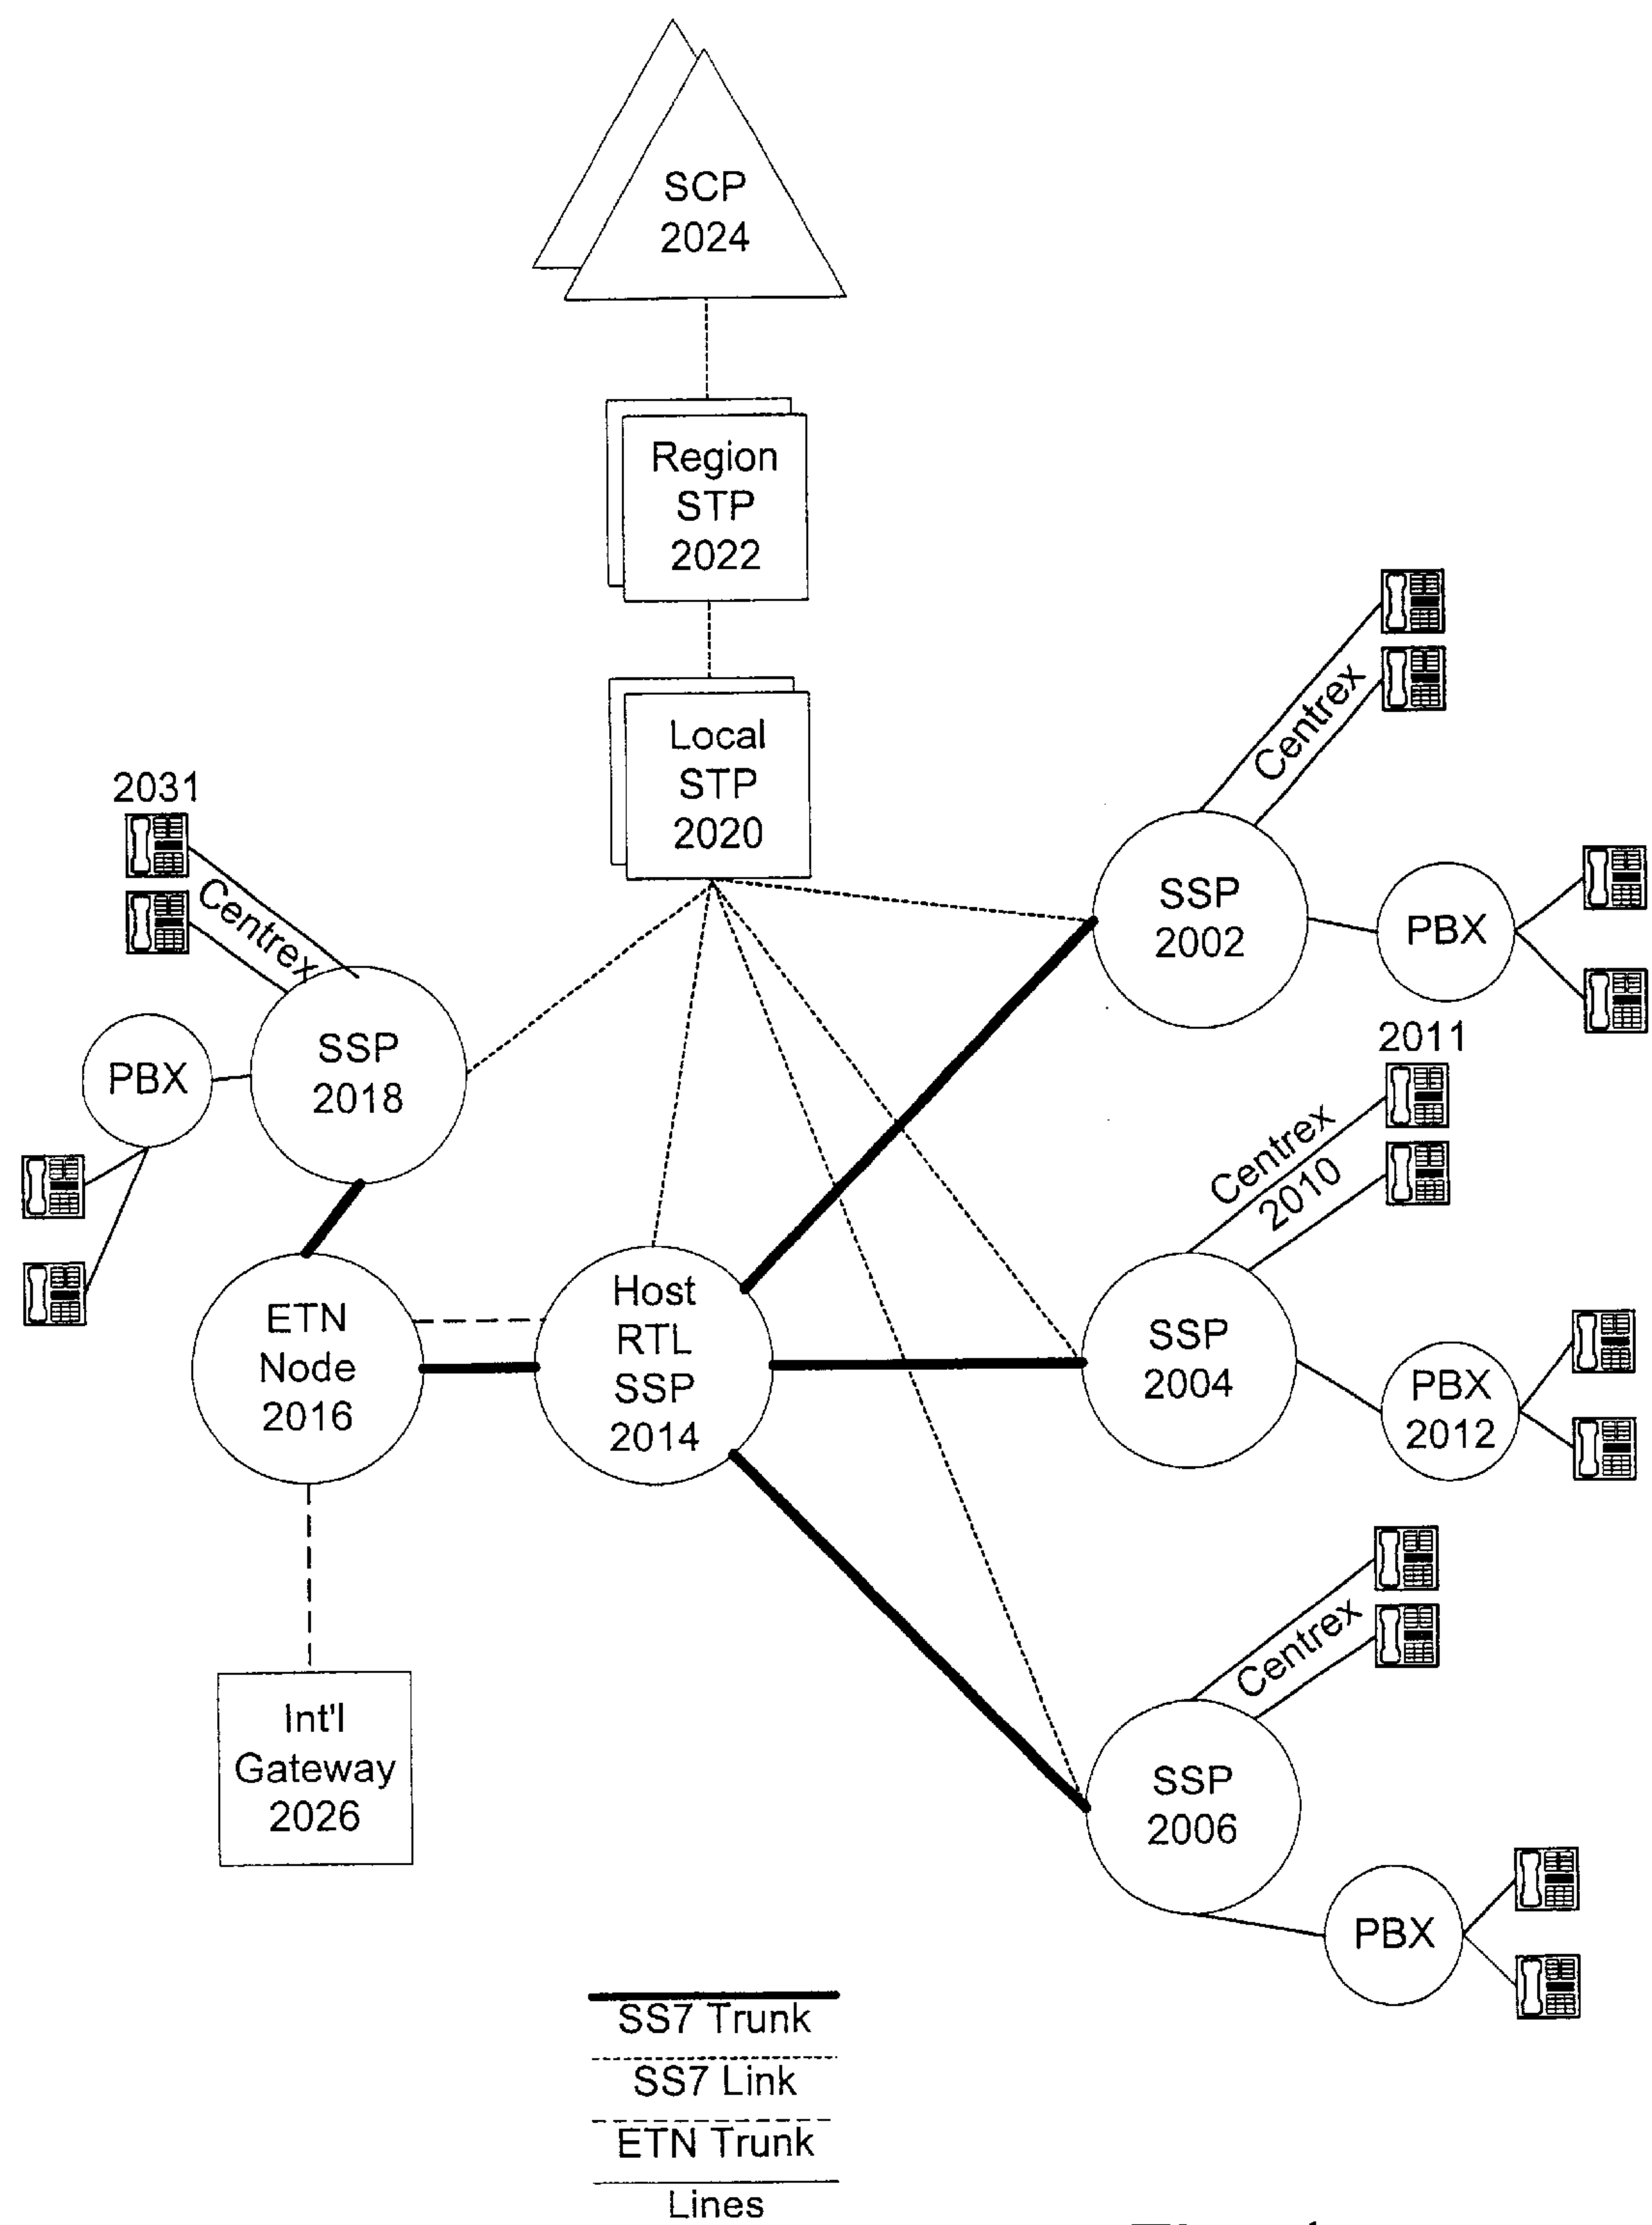 SCP
2024
Region
STP
2022
Local
STP
2020
2031
Centrex
SSP
2018
PBX
Centrex
SSP
2002
PBX
2011
Centrex
2010
SSP
2004
PBX
2012
ETN
Node
2016
Host
RTL
SSP
2014
Int'l
Gateway
2026
Centrex
SSP
2006
PBX
SS7 Trunk
SS7 Link
ETN Trunk
Lines